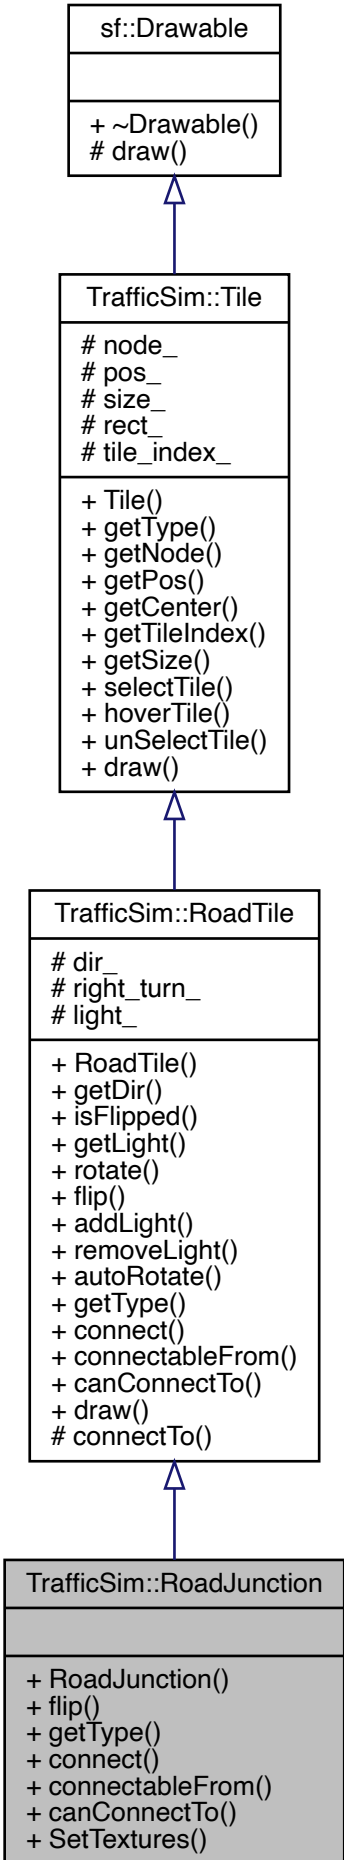 sf::Drawable
+ ~Drawable()
# draw()
TrafficSim::Tile
# node_
# pos_
# size_
# rect_
# tile_index_
+ Tile()
+ getType()
+ getNode()
+ getPos()
+ getCenter()
+ getTileIndex()
+ getSize()
+ selectTile()
+ hoverTile()
+ unSelectTile()
+ draw()
TrafficSim::RoadTile
# dir_
# right_turn_
# light_
+ RoadTile()
+ getDir()
+ isFlipped()
+ getLight()
+ rotate()
+ flip()
+ addLight()
+ removeLight()
+ autoRotate()
+ getType()
+ connect()
+ connectableFrom()
+ canConnectTo()
+ draw()
# connectTo()
TrafficSim::RoadJunction
+ RoadJunction()
+ flip()
+ getType()
+ connect()
+ connectableFrom()
+ canConnectTo()
+ SetTextures()